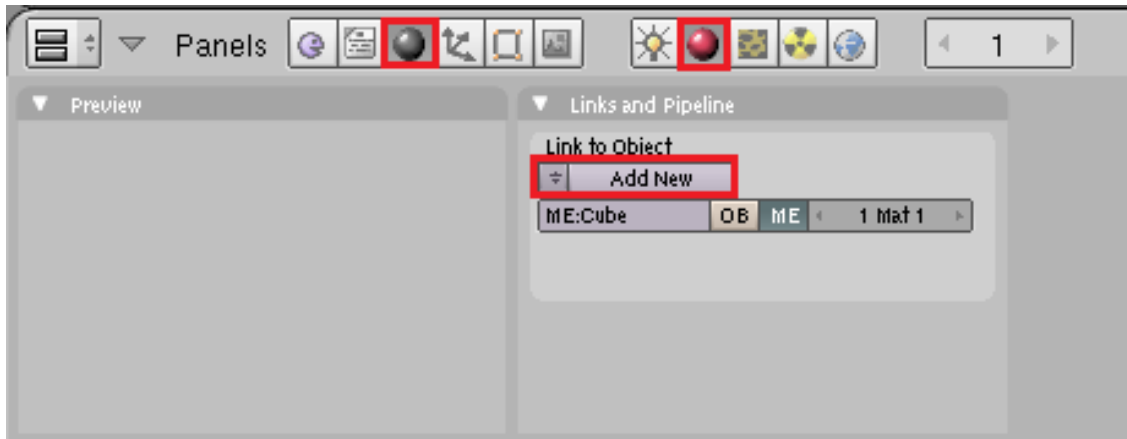 Panels 1
Preview
Links and Pipeline
Link to Object
Add New
ME:Cube OB ME 1 Mat 1